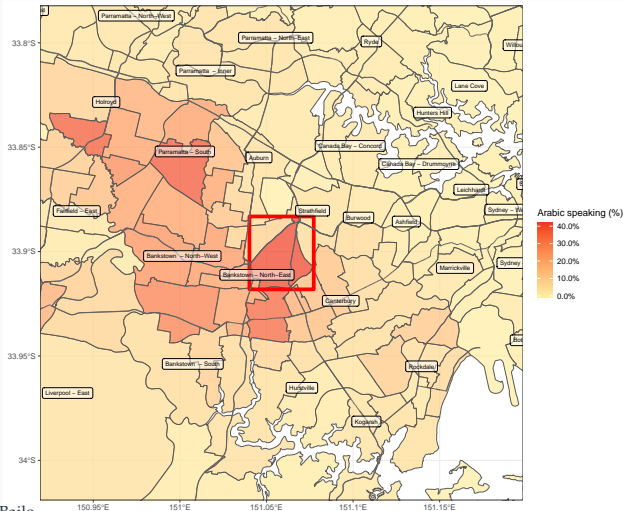 Parramatta – North–West
33.8°S
Parramatta – North–East
Ryde
Parramatta – Inner
Lane Cove
Holroyd
Hunters Hill
33.85°S
Parramatta – South
Canada Bay – Concord
Auburn
Canada Bay – Drummoyne
Leichhardt
Fairfield – East
Strathfield
Burwood
Ashfield
Sydney – We
Arabic speaking (%)
40.0%
30.0%
20.0%
10.0%
0.0%
33.9°S
Bankstown – North–West
Bankstown – North–East
Marrickville
Sydney
Canterbury
33.95°S
Bankstown – South
Rockdale
Liverpool – East
Hurstville
Kogarah
34°S
150.95°E
151°E
151.05°E
151.1°E
151.15°E